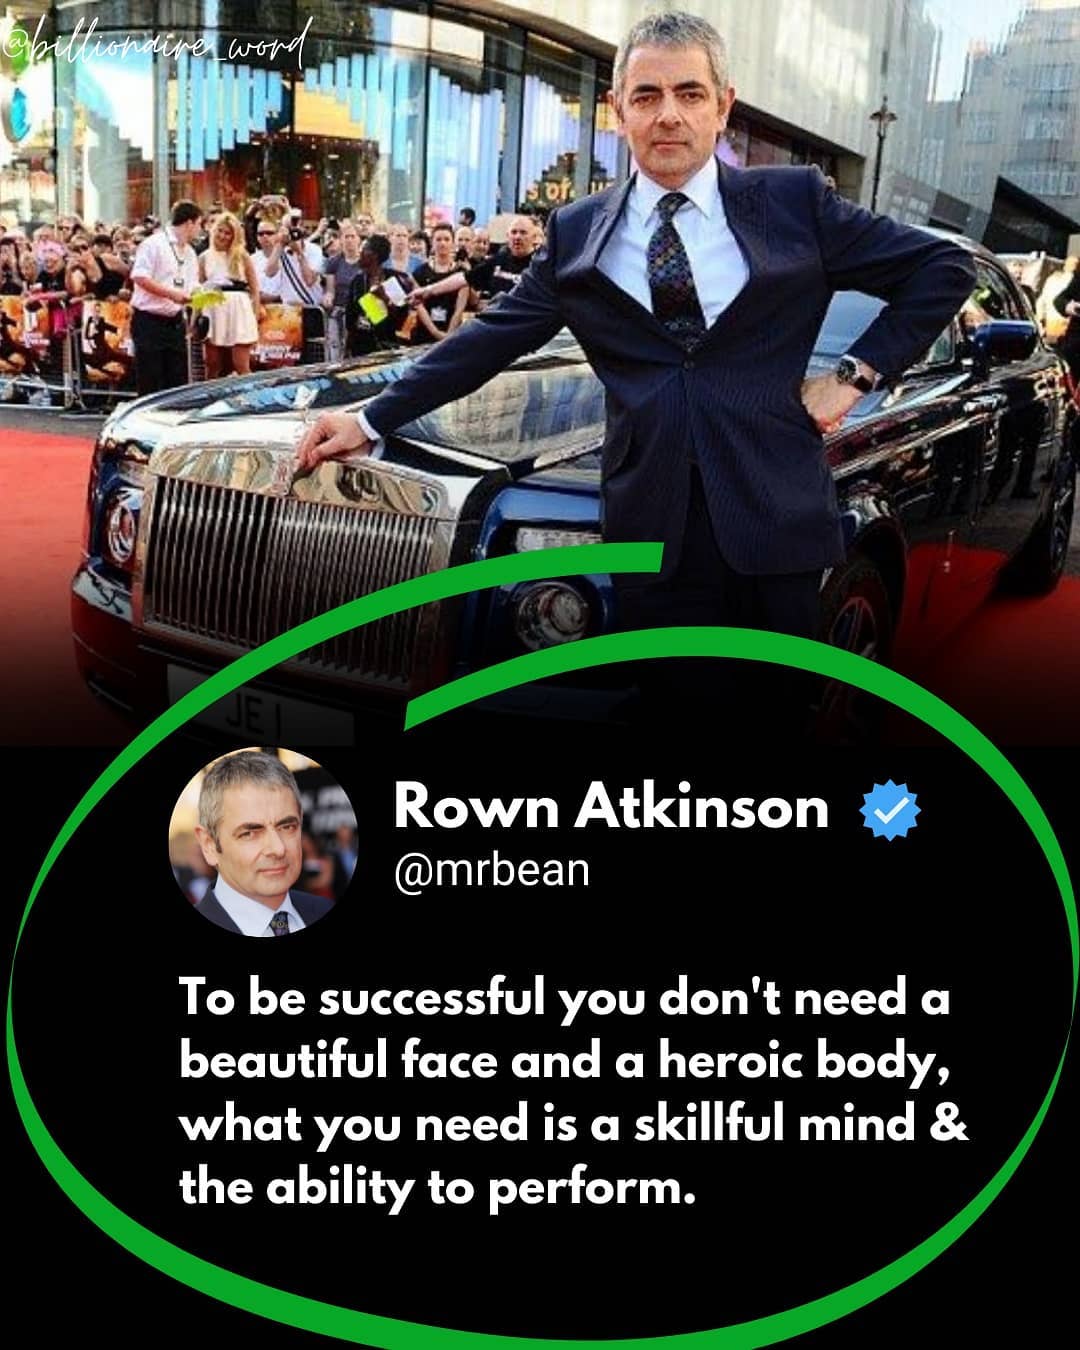 @billionaire_word
s of
JE 1
Rown Atkinson
@mrbean
To be successful you don't need a
beautiful face and a heroic body,
what you need is a skillful mind &
the ability to perform.